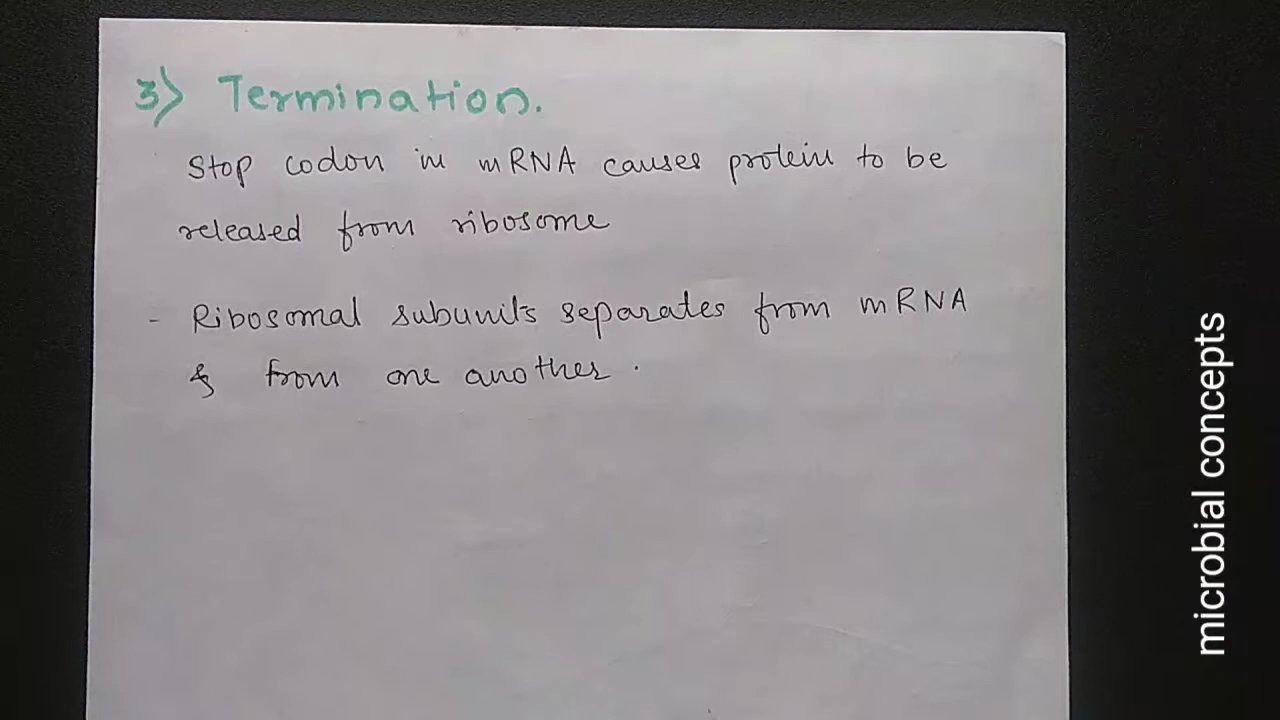 3) Termination.
Stop codon in mRNA causes protein to be
released from ribosome
- Ribosomal subunits separates from mRNA
& from one another.
microbial concepts